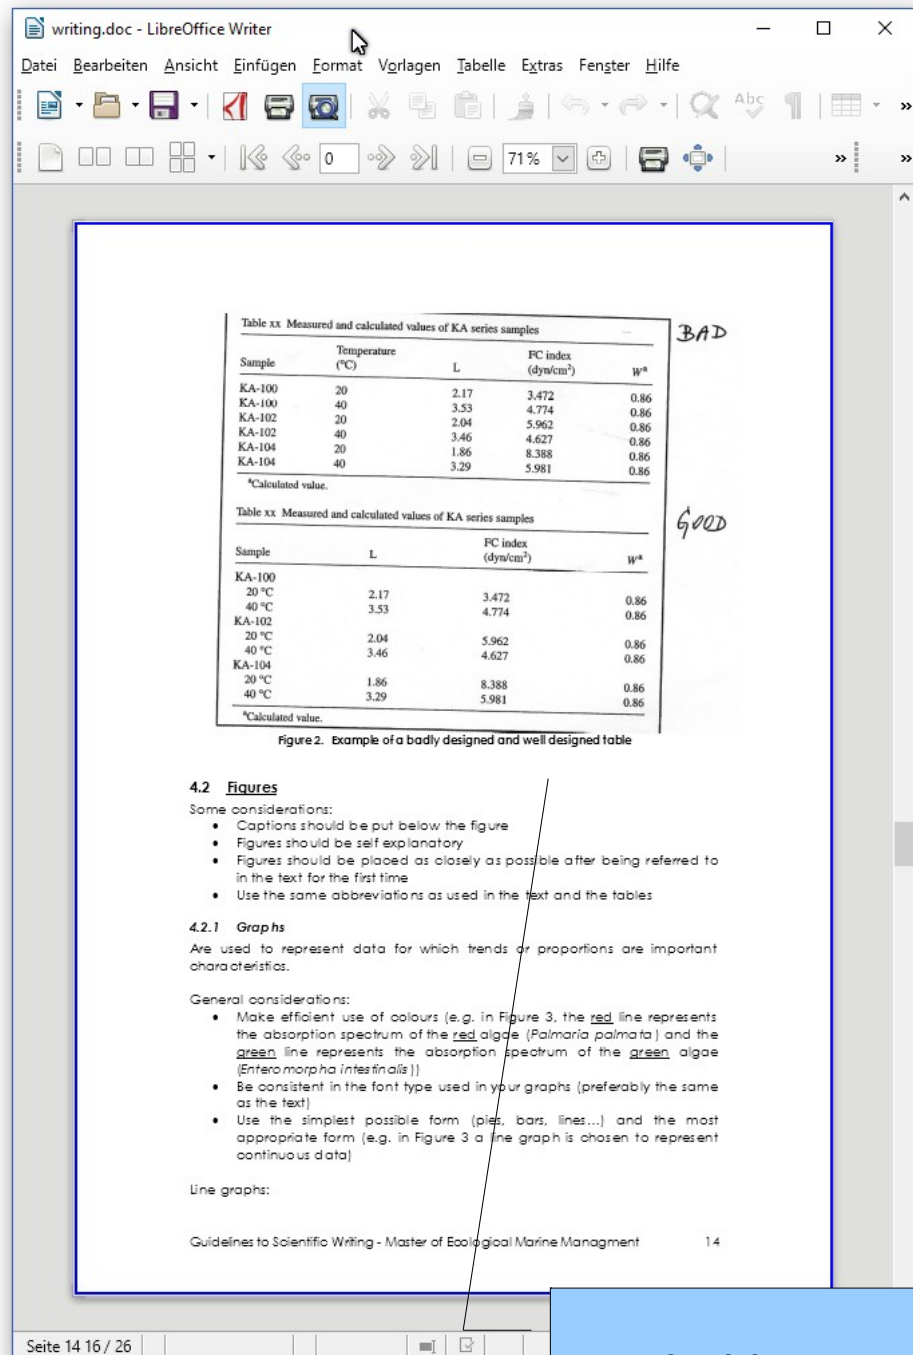 writing.doc - LibreOffice Writer
Datei Bearbeiten Ansicht Einfügen Format Vorlagen Tabelle Extras Fenster Hilfe
Abc
0 71%
Table xx Measured and calculated values of KA series samples
BAD
Sample Temperature (°C) L FC index (dyn/cm²) Wᵃ
KA-100 20 2.17 3.472 0.86
KA-100 40 3.53 4.774 0.86
KA-102 20 2.04 5.962 0.86
KA-102 40 3.46 4.627 0.86
KA-104 20 1.86 8.388 0.86
KA-104 40 3.29 5.981 0.86
ᵃCalculated value.
Table xx Measured and calculated values of KA series samples
GOOD
Sample L FC index (dyn/cm²) Wᵃ
KA-100
20 °C 2.17 3.472 0.86
40 °C 3.53 4.774 0.86
KA-102
20 °C 2.04 5.962 0.86
40 °C 3.46 4.627 0.86
KA-104
20 °C 1.86 8.388 0.86
40 °C 3.29 5.981 0.86
ᵃCalculated value.
Figure 2. Example of a badly designed and well designed table
4.2 Figures
Some considerations:
• Captions should be put below the figure
• Figures should be self explanatory
• Figures should be placed as closely as possible after being referred to
in the text for the first time
• Use the same abbreviations as used in the text and the tables
4.2.1 Graphs
Are used to represent data for which trends or proportions are important
characteristics.
General considerations:
• Make efficient use of colours (e.g. in Figure 3, the red line represents
the absorption spectrum of the red algae (Palmaria palmata) and the
green line represents the absorption spectrum of the green algae
(Enteromorpha intestinalis))
• Be consistent in the font type used in your graphs (preferably the same
as the text)
• Use the simplest possible form (pies, bars, lines...) and the most
appropriate form (e.g. in Figure 3 a line graph is chosen to represent
continuous data)
Line graphs:
Guidelines to Scientific Writing - Master of Ecological Marine Managment 14
Seite 14 16 / 26